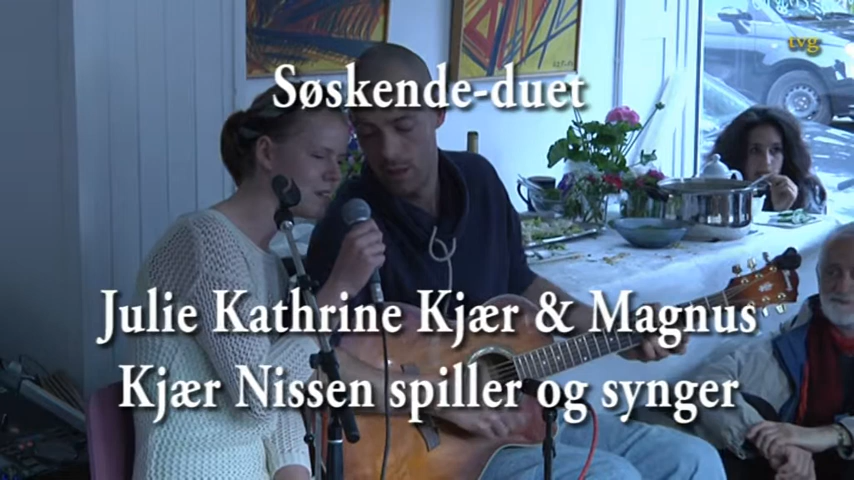 tvg
Søskende-duet
Julie Kathrine Kjær & Magnus
Kjær Nissen spiller og synger